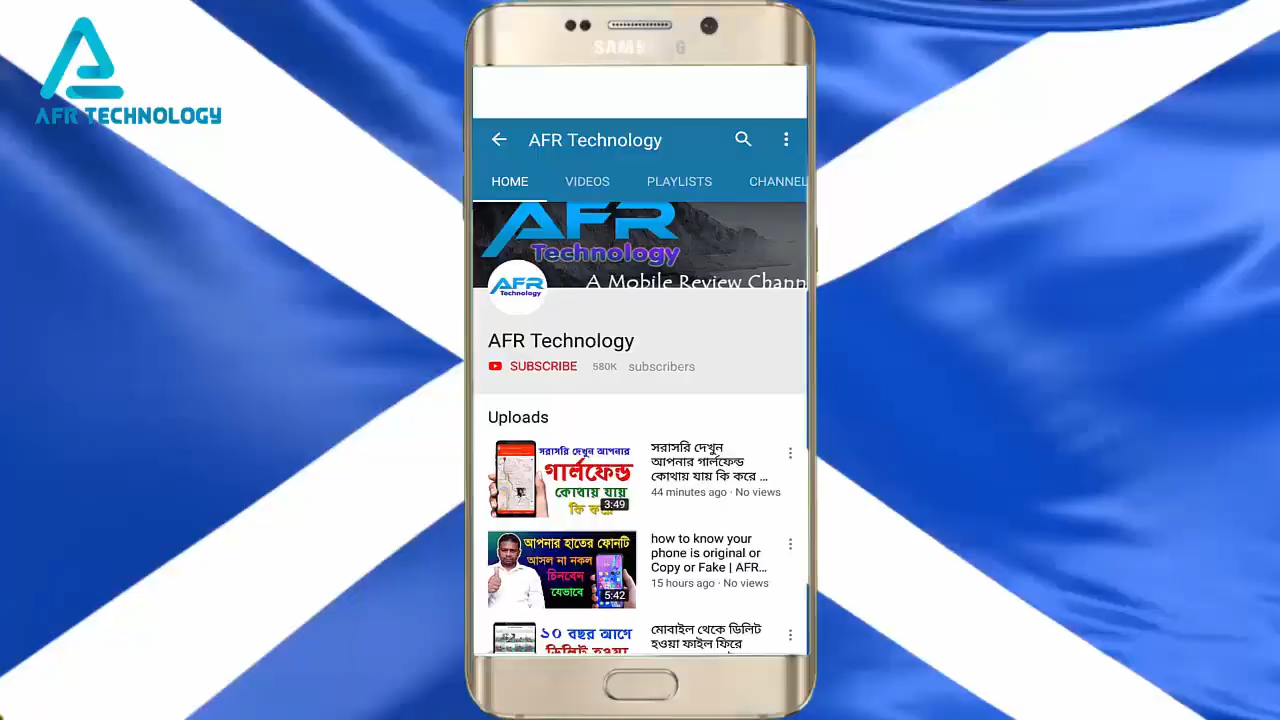 AFR TECHNOLOGY
SAMS G
AFR Technology
HOME VIDEOS PLAYLISTS CHANNEL
AFR
Technology
A Mobile Review Chann
AFR
Technology
AFR Technology
SUBSCRIBE 580K subscribers
Uploads
সরাসরি দেখুন আপনার
গার্লফেন্ড
কোথায় যায়
কি করে
3:49
সরাসরি দেখুন
আপনার গার্লফেন্ড
কোথায় যায় কি করে ...
44 minutes ago · No views
আপনার হাতের ফোনটি
আসল না নকল
চিনবেন
যেভাবে
5:42
how to know your
phone is original or
Copy or Fake | AFR...
15 hours ago · No views
১০ বছর আগে
ডিলিট হওয়া
মোবাইল থেকে ডিলিট
হওয়া ফাইল ফিরে